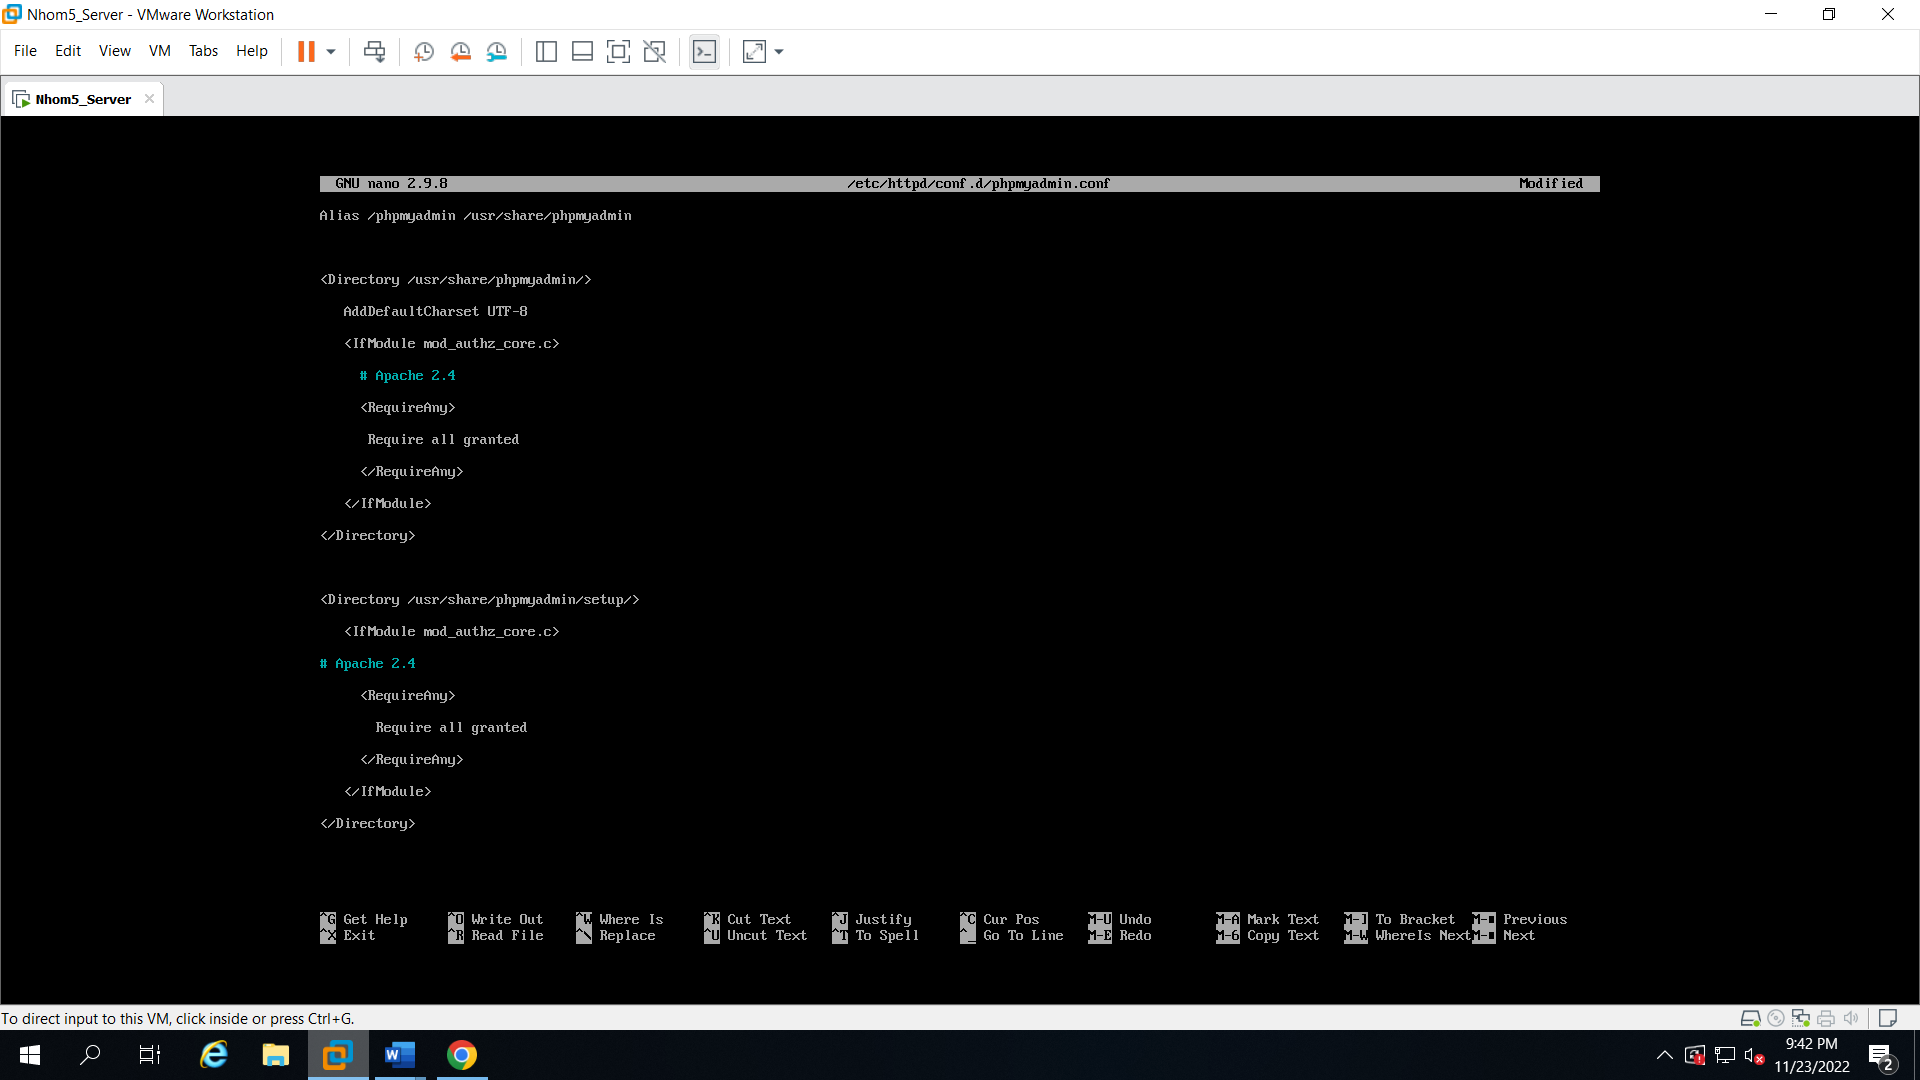 Nhom5_Server - VMware Workstation
File Edit View VM Tabs Help
Nhom5_Server
GNU nano 2.9.8 /etc/httpd/conf.d/phpmyadmin.conf Modified
Alias /phpmyadmin /usr/share/phpmyadmin
<Directory /usr/share/phpmyadmin/>
AddDefaultCharset UTF-8
<IfModule mod_authz_core.c>
# Apache 2.4
<RequireAny>
Require all granted
</RequireAny>
</IfModule>
</Directory>
<Directory /usr/share/phpmyadmin/setup/>
<IfModule mod_authz_core.c>
# Apache 2.4
<RequireAny>
Require all granted
</RequireAny>
</IfModule>
</Directory>
^G Get Help ^O Write Out ^W Where Is ^K Cut Text ^J Justify ^C Cur Pos M-U Undo M-A Mark Text M-] To Bracket M-■ Previous
^X Exit ^R Read File ^\ Replace ^U Uncut Text ^T To Spell ^_ Go To Line M-E Redo M-6 Copy Text M-W WhereIs Next M-■ Next
To direct input to this VM, click inside or press Ctrl+G.
9:42 PM
11/23/2022
2